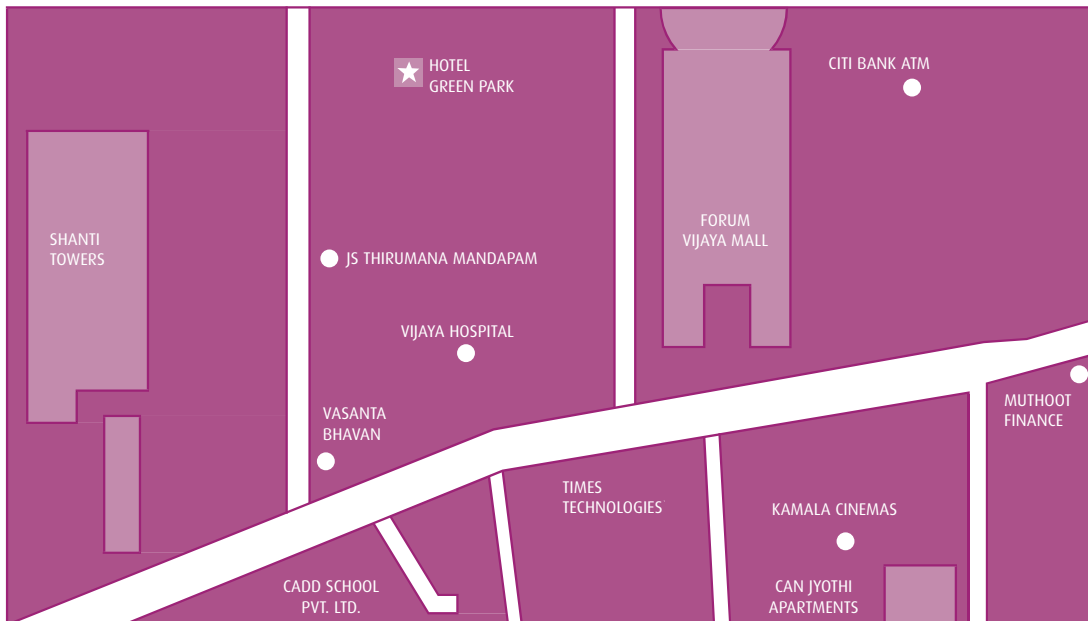 HOTEL
GREEN PARK
CITI BANK ATM
SHANTI
TOWERS
FORUM
VIJAYA MALL
JS THIRUMANA MANDAPAM
VIJAYA HOSPITAL
VASANTA
BHAVAN
MUTHOOT
FINANCE
TIMES
TECHNOLOGIES
KAMALA CINEMAS
CADD SCHOOL
PVT. LTD.
CAN JYOTHI
APARTMENTS